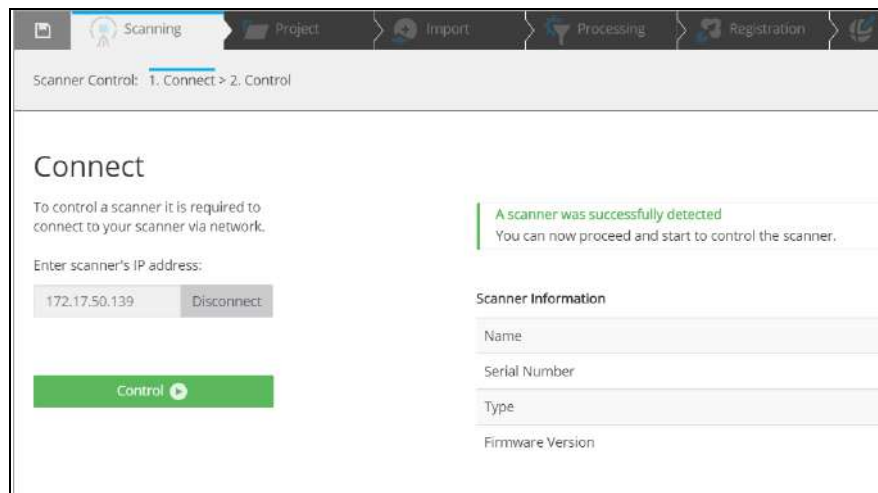 Scanning
Project
Import
Processing
Registration
Scanner Control: 1. Connect > 2. Control
Connect
To control a scanner it is required to
connect to your scanner via network.
Enter scanner's IP address:
172.17.50.139 Disconnect
Control
A scanner was successfully detected
You can now proceed and start to control the scanner.
Scanner Information
Name
Serial Number
Type
Firmware Version